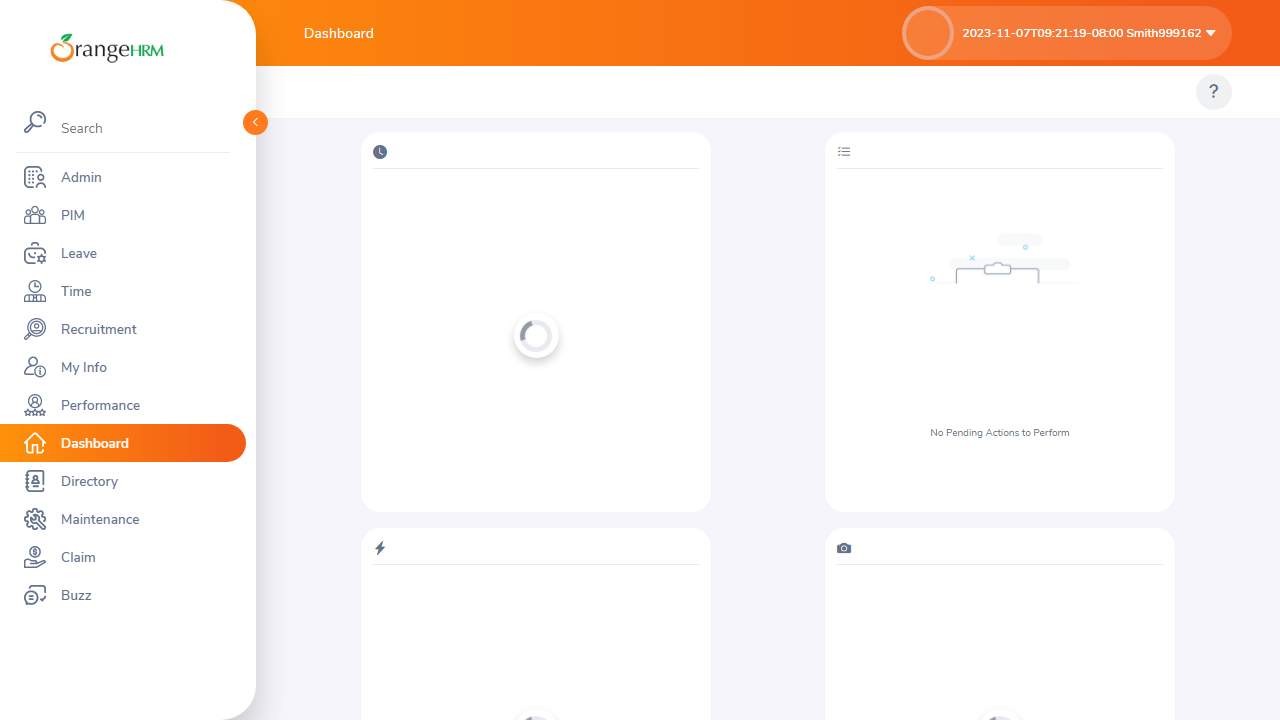 OrangeHRM
Dashboard
2023-11-07T09:21:19-08:00 Smith999162
?
Search
Admin
PIM
Leave
Time
Recruitment
My Info
Performance
Dashboard
Directory
Maintenance
Claim
Buzz
No Pending Actions to Perform